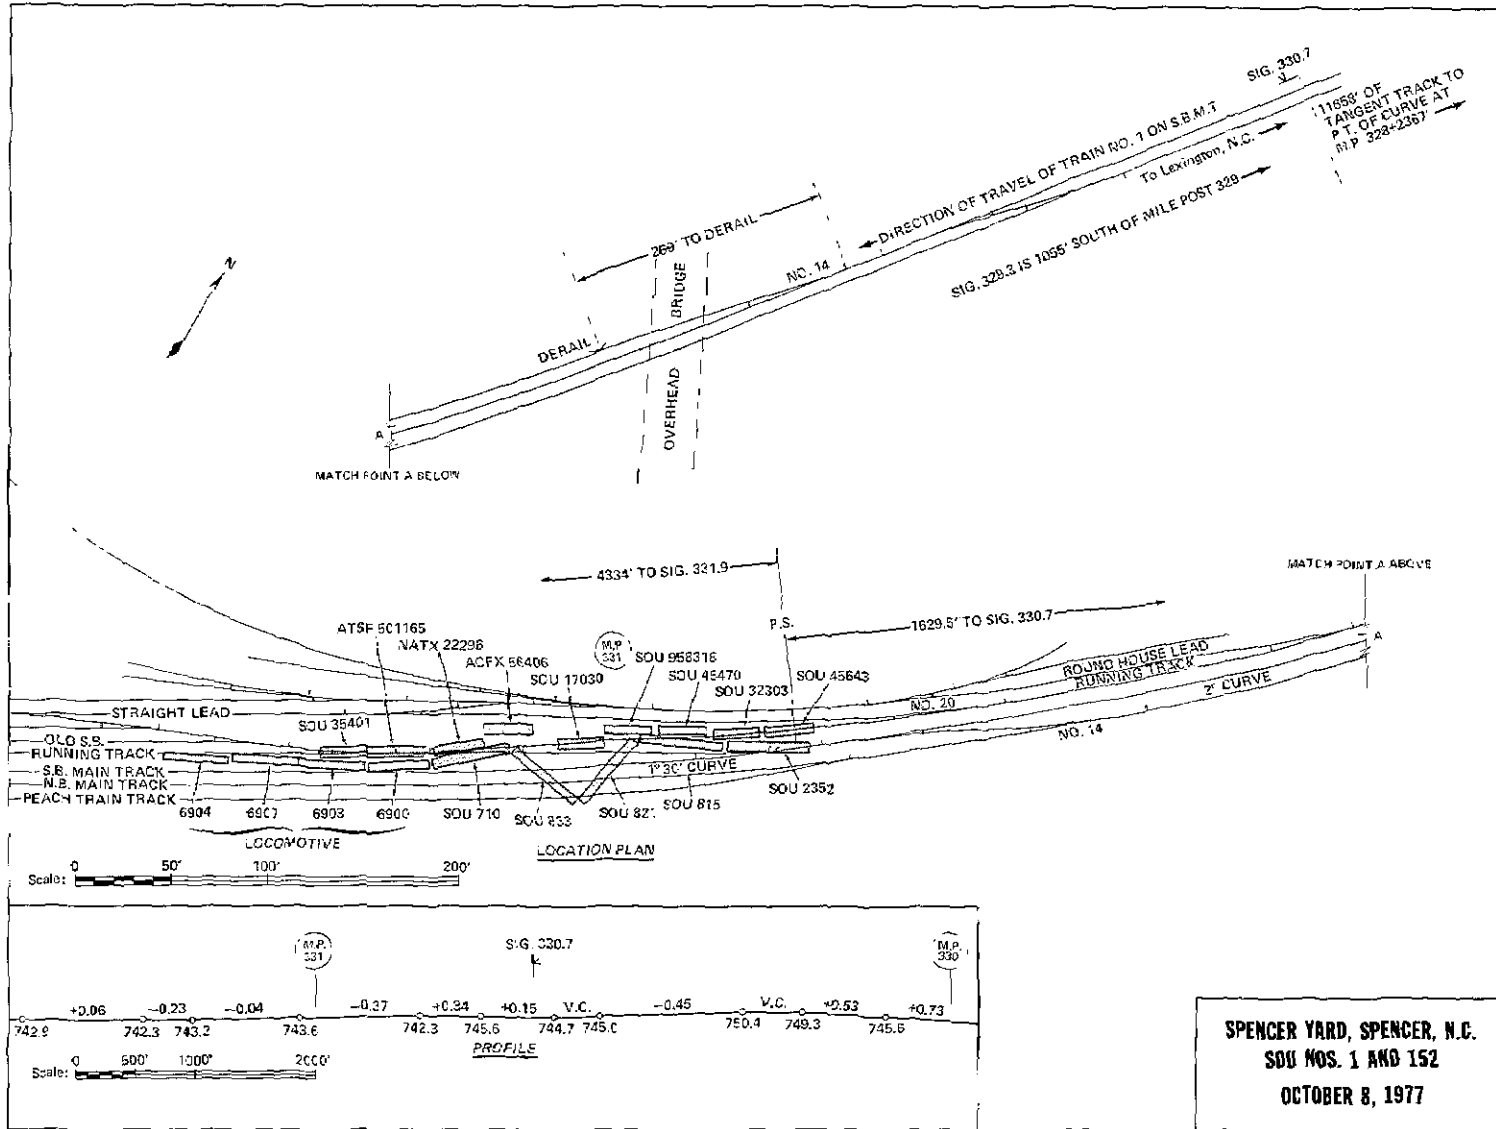 SIG. 330.7
11658' OF
TANGENT TRACK TO
P.T. OF CURVE AT
M.P. 328+2367'
DIRECTION OF TRAVEL OF TRAIN NO. 1 ON S.B.M.T
To Lexington, N.C.
SIG. 329.3 IS 1055' SOUTH OF MILE POST 329
269' TO DERAIL
NO. 14
N
BRIDGE
DERAIL
OVERHEAD
A
MATCH POINT A BELOW
MATCH POINT A ABOVE
4334' TO SIG. 331.9
P.S.
1629.5' TO SIG. 330.7
A
ATSF 501165
NATX 22298
ACFX 56406
SOU 17030
M.P. 331
SOU 958316
SOU 46470
SOU 32303
SOU 45643
ROUND HOUSE LEAD
RUNNING TRACK
NO. 20
2° CURVE
NO. 14
STRAIGHT LEAD
SOU 35401
OLD S.B.
RUNNING TRACK
S.B. MAIN TRACK
N.B. MAIN TRACK
PEACH TRAIN TRACK
1°30' CURVE
6904
6907
6903
6900
SOU 710
SOU 833
SOU 821
SOU 815
SOU 2352
LOCOMOTIVE
LOCATION PLAN
Scale: 0 50' 100' 200'
M.P. 331
SIG. 330.7
M.P. 330
+0.06 -0.23 -0.04 -0.37 +0.34 +0.15 V.C. -0.45 V.C. +0.53 +0.73
742.9 742.3 743.2 743.6 742.3 745.6 744.7 745.0 750.4 749.3 745.6
PROFILE
Scale: 0 500' 1000' 2000'
SPENCER YARD, SPENCER, N.C.
SOU NOS. 1 AND 152
OCTOBER 8, 1977